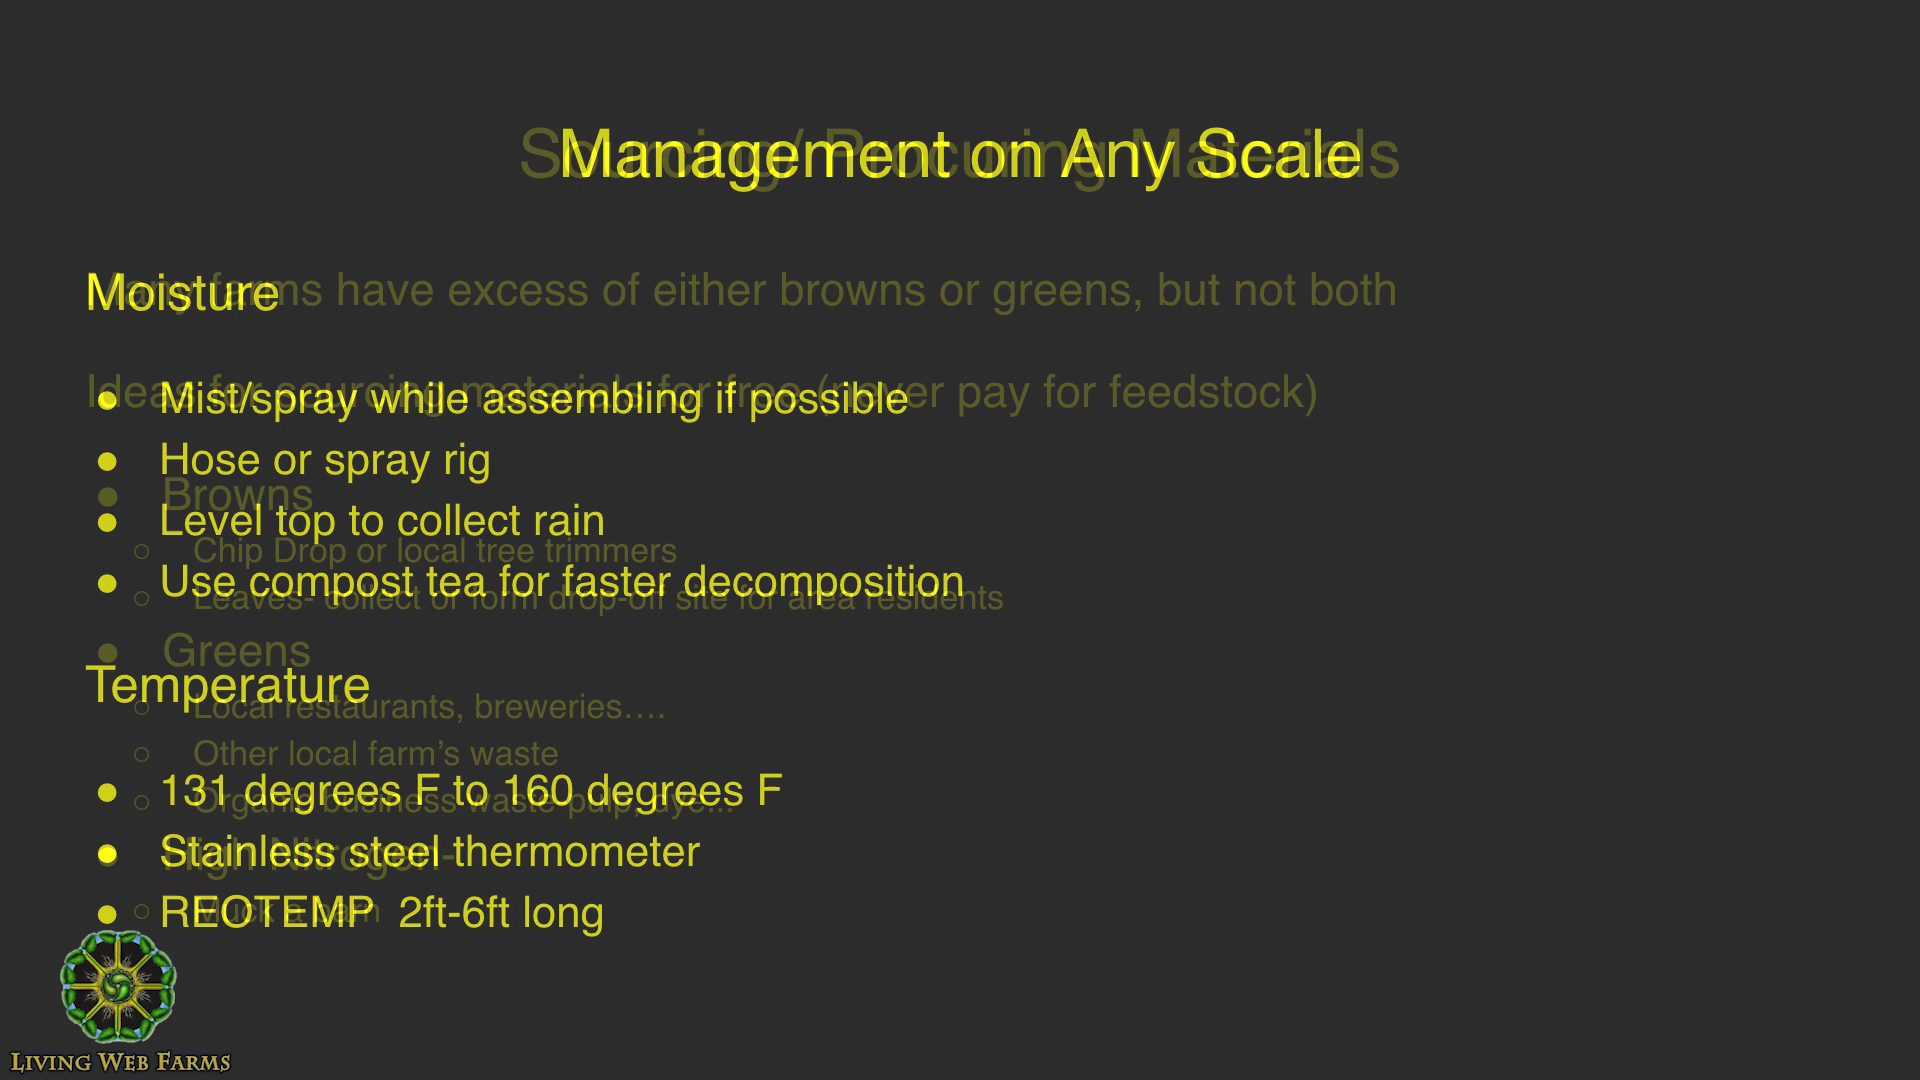 Management on Any Scale
Sourcing/ Procuring Materials
Moisture
Many farms have excess of either browns or greens, but not both
Ideas for sourcing materials for free (never pay for feedstock)
● Mist/spray while assembling if possible
● Hose or spray rig
● Browns
● Level top to collect rain
○ Chip Drop or local tree trimmers
● Use compost tea for faster decomposition
○ Leaves- collect or form drop-off site for area residents
● Greens
Temperature
○ Local restaurants, breweries….
○ Other local farm’s waste
● 131 degrees F to 160 degrees F
○ Organic business waste-pulp, dye...
● Stainless steel thermometer
● High Nitrogen-
● REOTEMP 2ft-6ft long
○ Muck a barn
LIVING WEB FARMS